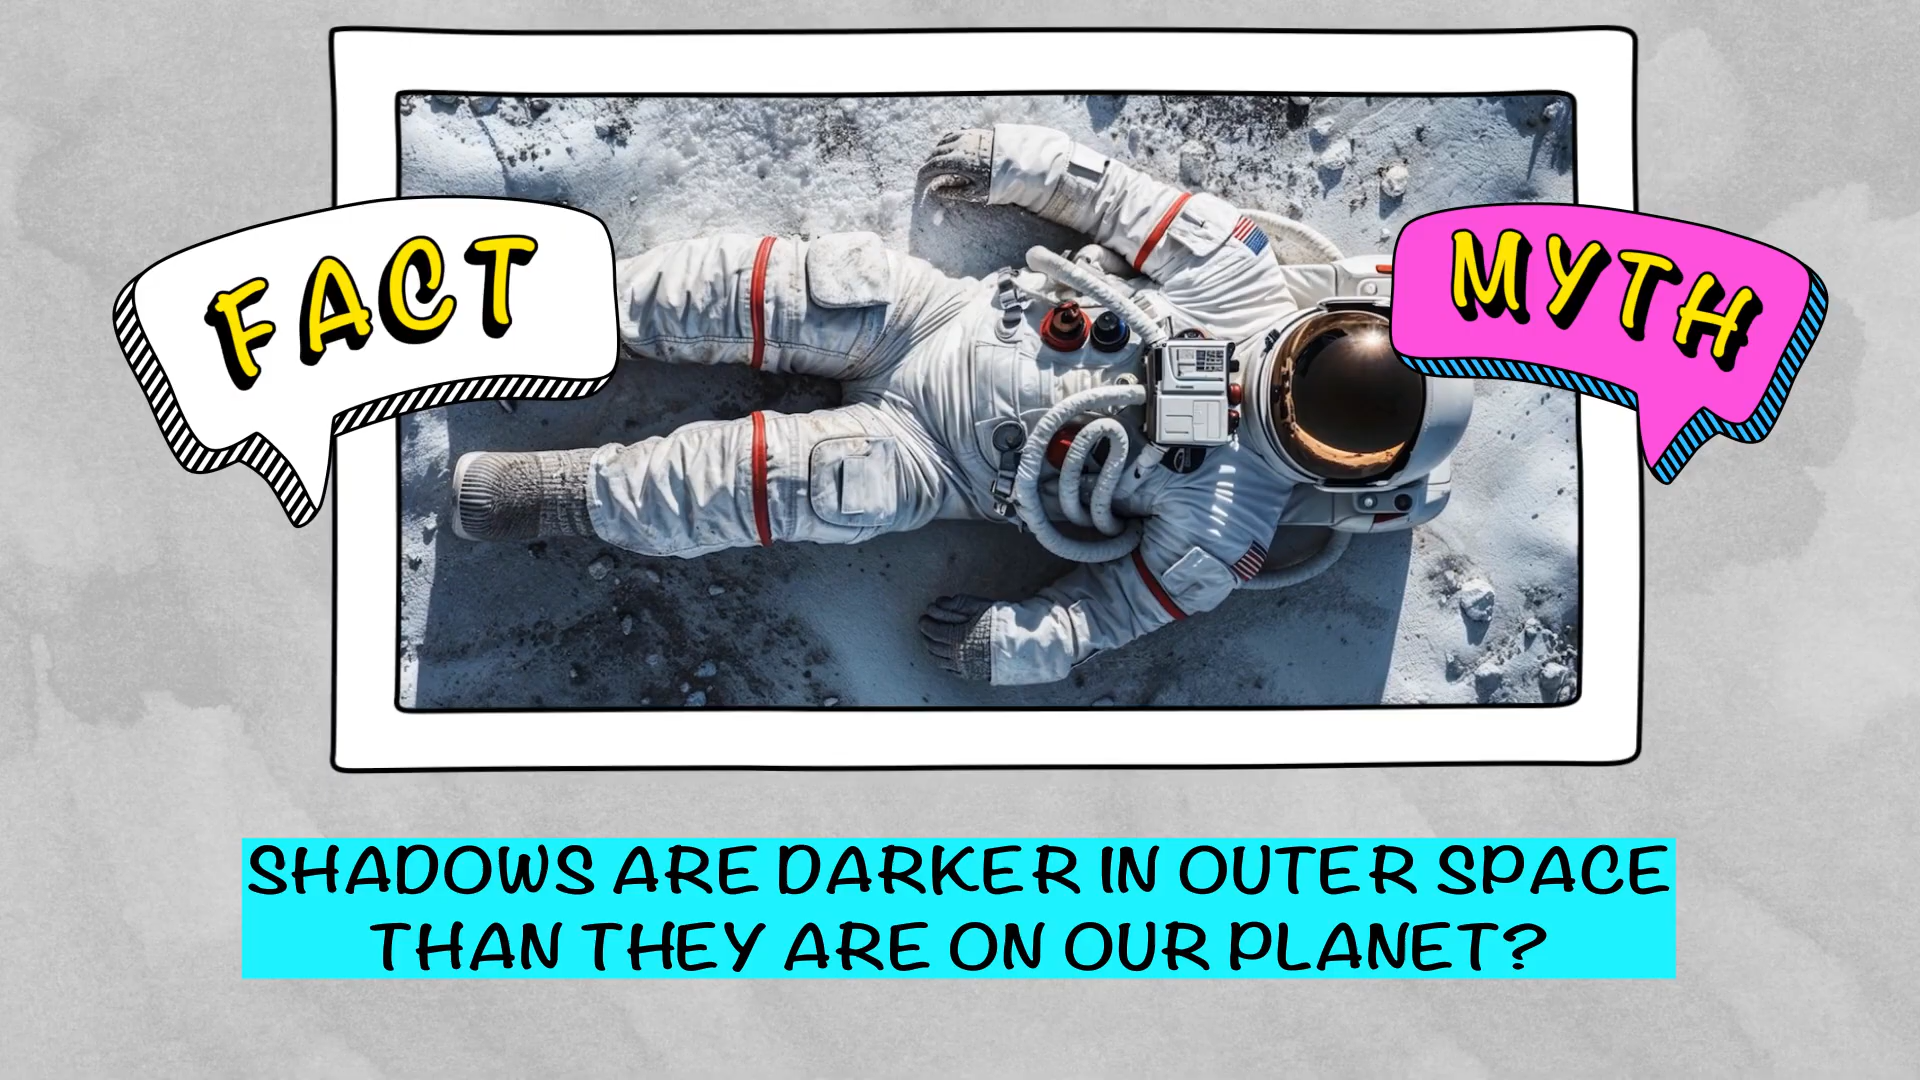 FACT
MYTH
SHADOWS ARE DARKER IN OUTER SPACE
THAN THEY ARE ON OUR PLANET?